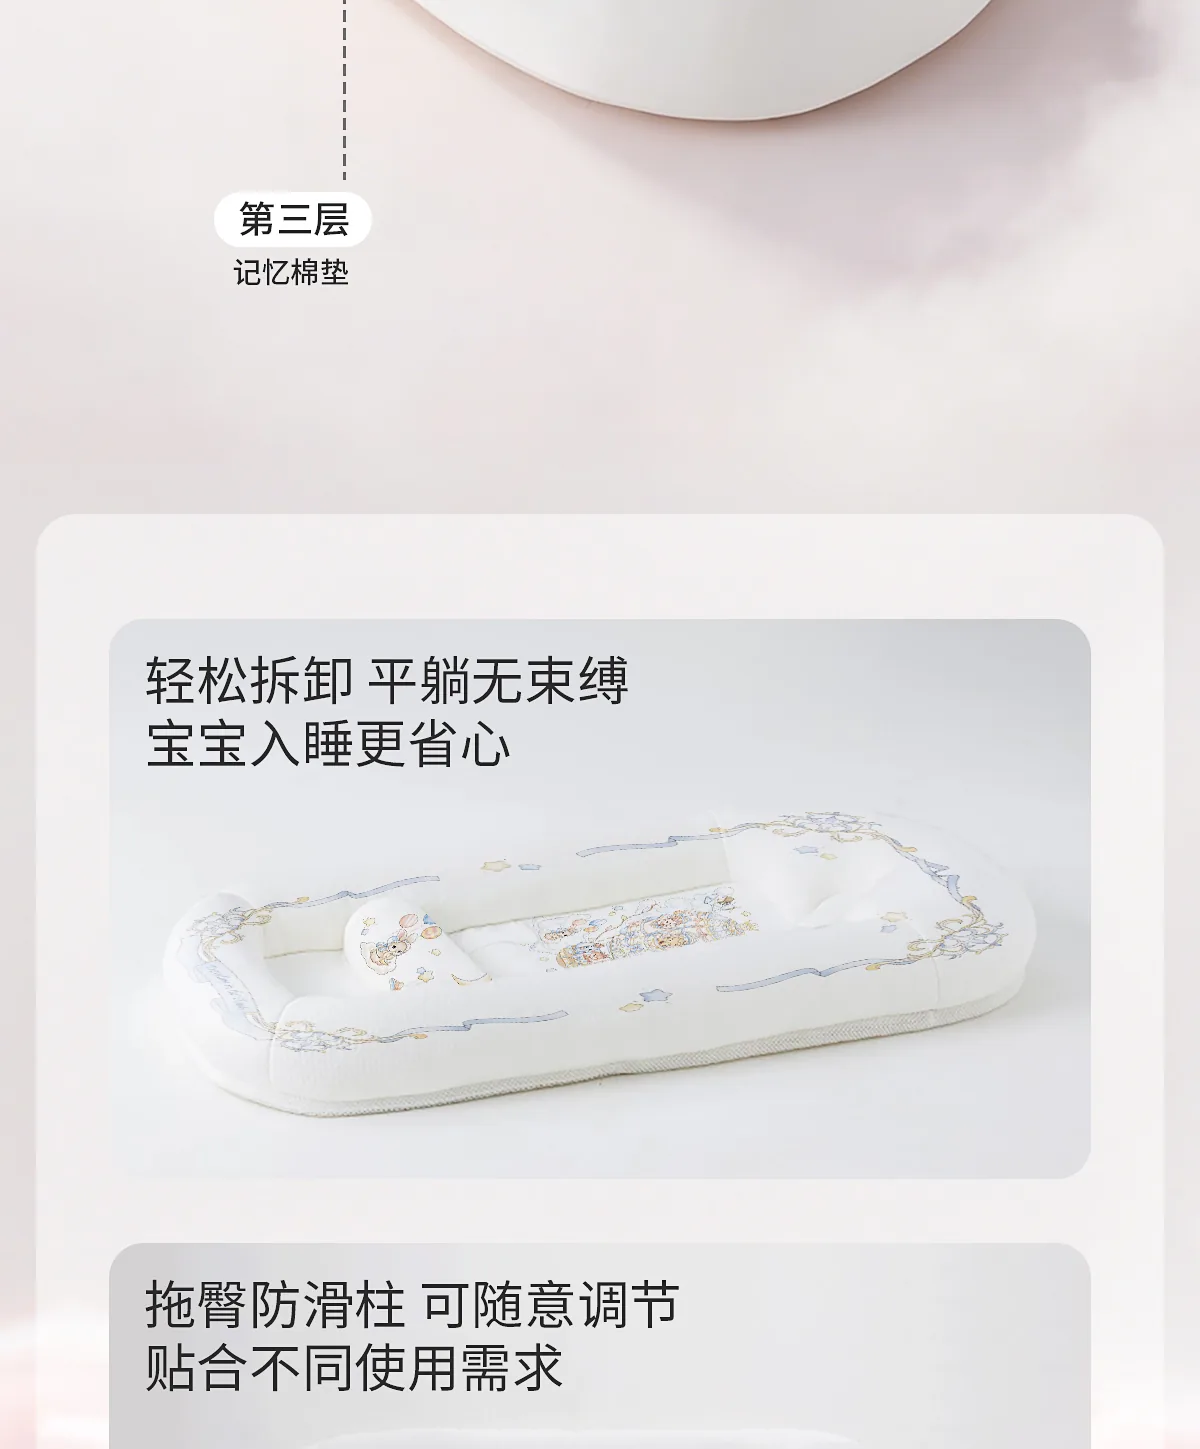 第三层
记忆棉垫
轻松拆卸 平躺无束缚
宝宝入睡更省心
拖臀防滑柱 可随意调节
贴合不同使用需求